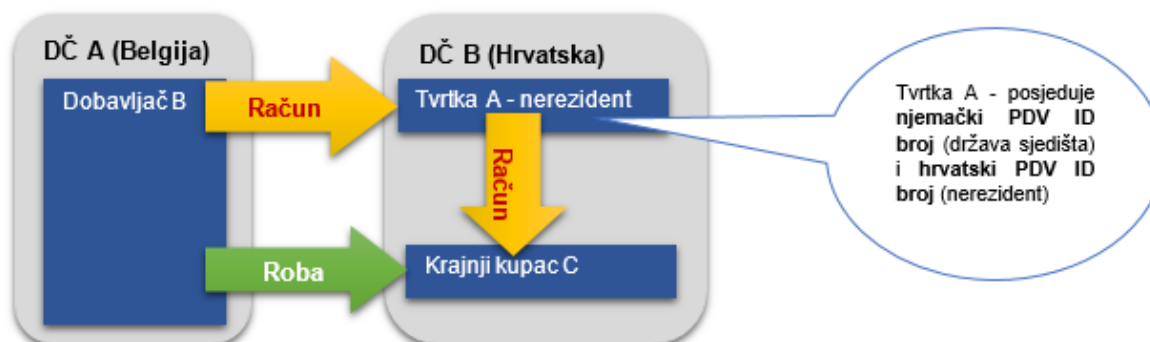 DČ A (Belgija)
Dobavljač B
Račun
DČ B (Hrvatska)
Tvrtka A - nerezident
Račun
Roba
Krajnji kupac C
Tvrtka A - posjeduje
njemački PDV ID
broj (država sjedišta)
i hrvatski PDV ID
broj (nerezident)